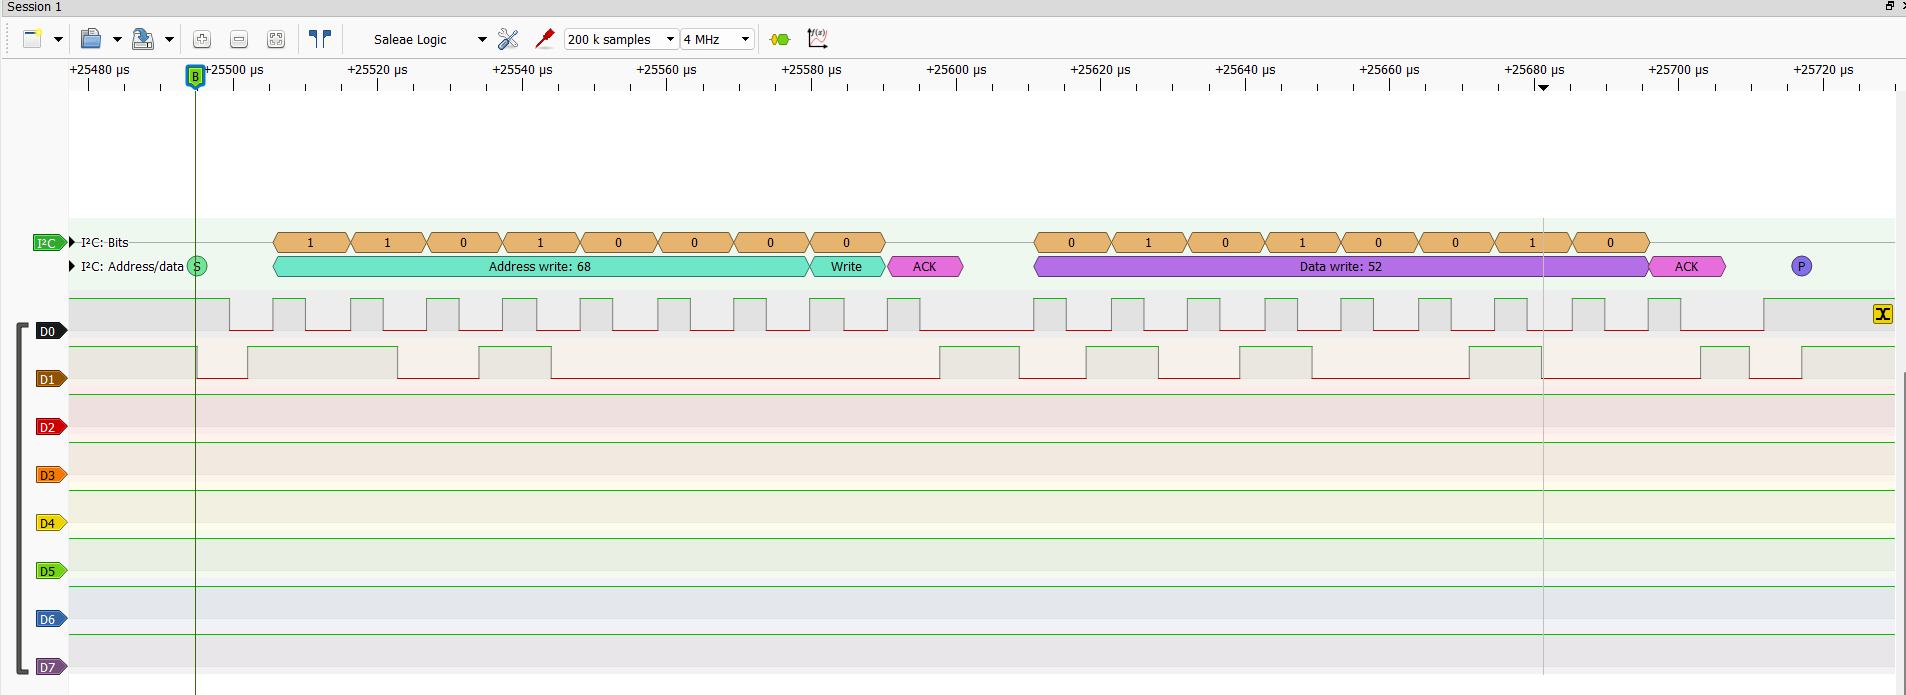 Session 1
Saleae Logic 200 k samples 4 MHz f(x)
+25480 µs +25500 µs +25520 µs +25540 µs +25560 µs +25580 µs +25600 µs +25620 µs +25640 µs +25660 µs +25680 µs +25700 µs +25720 µs
B
I²C I²C: Bits 1 1 0 1 0 0 0 0 0 1 0 1 0 0 1 0
I²C: Address/data S Address write: 68 Write ACK Data write: 52 ACK P
D0
D1
D2
D3
D4
D5
D6
D7